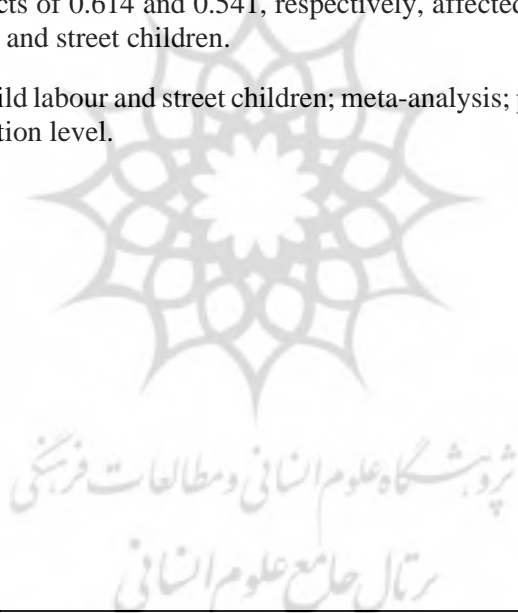 cts of 0.614 and 0.541, respectively, affected
and street children.
ild labour and street children; meta-analysis; p
tion level.
پژوهشگاه علوم انسانی و مطالعات فرهنگی
پرتال جامع علوم انسانی